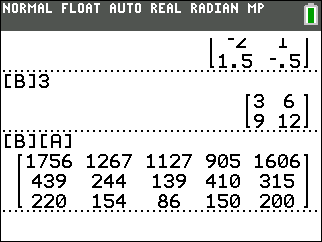 NORMAL FLOAT AUTO REAL RADIAN MP
[-2 1]
[1.5 -.5]
[B]3
[3 6]
[9 12]
[B][A]
[1756 1267 1127 905 1606]
[439 244 139 410 315]
[220 154 86 150 200]